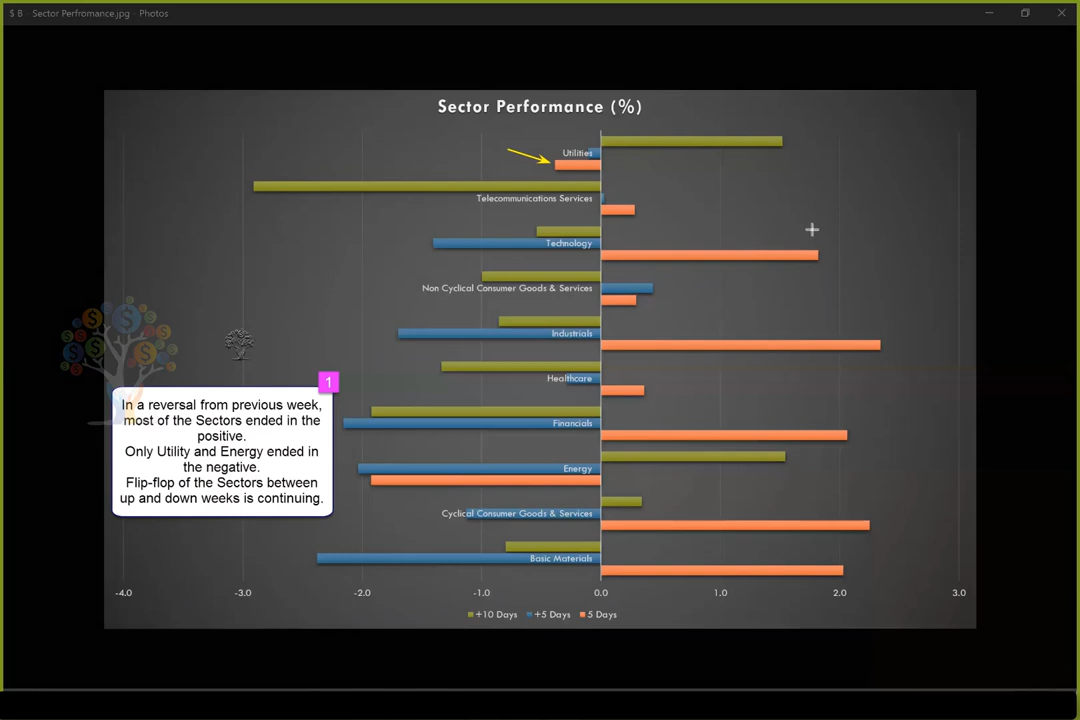 $ B - Sector Perfromance.jpg - Photos
Sector Performance (%)
Utilities
Telecommunications Services
Technology
Non Cyclical Consumer Goods & Services
Industrials
Healthcare
Financials
Energy
Cyclical Consumer Goods & Services
Basic Materials
1
In a reversal from previous week,
most of the Sectors ended in the
positive.
Only Utility and Energy ended in
the negative.
Flip-flop of the Sectors between
up and down weeks is continuing.
-4.0 -3.0 -2.0 -1.0 0.0 1.0 2.0 3.0
+10 Days +5 Days 5 Days